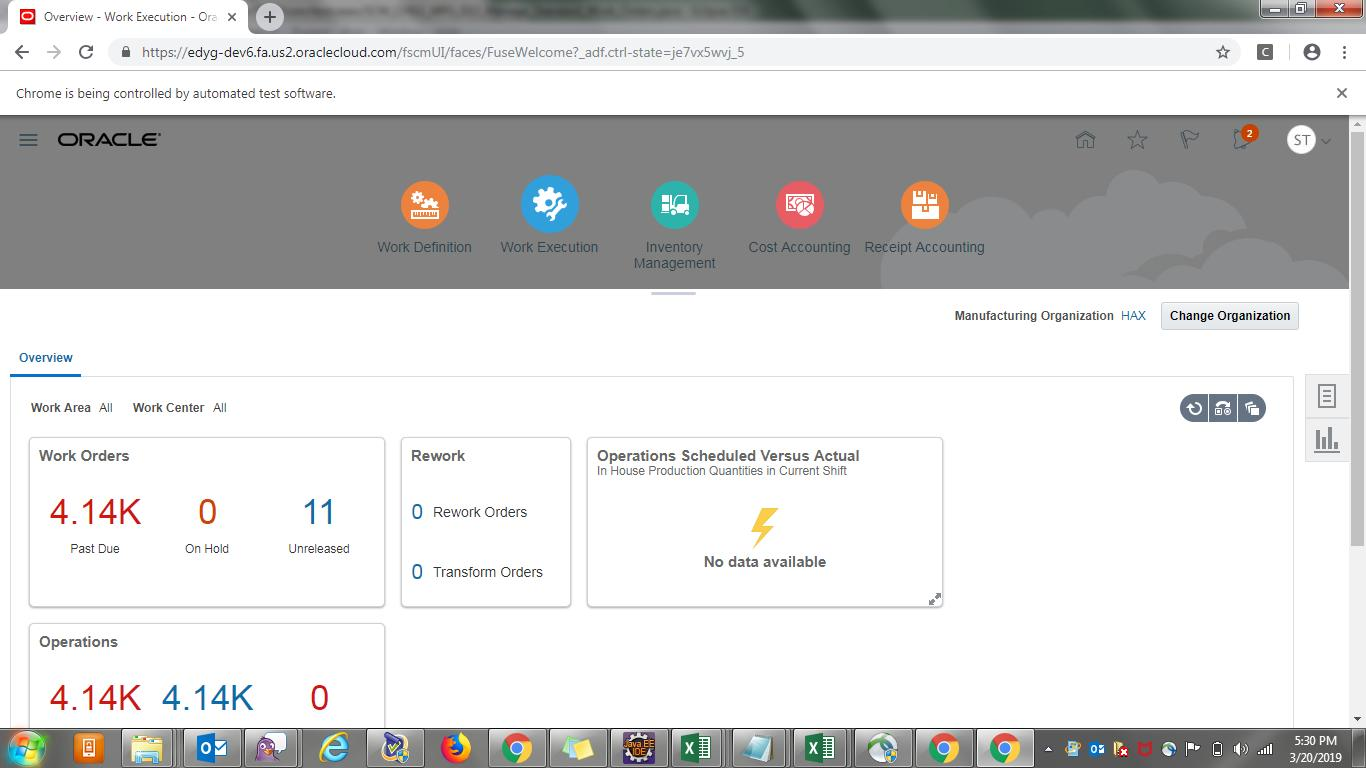 Overview - Work Execution - Ora
https://edyg-dev6.fa.us2.oraclecloud.com/fscmUI/faces/FuseWelcome?_adf.ctrl-state=je7vx5wvj_5
C
Chrome is being controlled by automated test software.
ORACLE
2
ST
Work Definition
Work Execution
Inventory
Management
Cost Accounting
Receipt Accounting
Manufacturing Organization HAX
Change Organization
Overview
Work Area All Work Center All
Work Orders
4.14K 0 11
Past Due On Hold Unreleased
Rework
0 Rework Orders
0 Transform Orders
Operations Scheduled Versus Actual
In House Production Quantities in Current Shift
No data available
Operations
4.14K 4.14K 0
Java EE
IDE
5:30 PM
3/20/2019